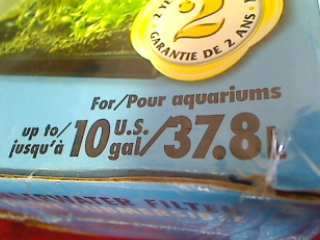 2
GARANTIE DE 2 ANS
For/Pour aquariums
up to/jusqu'à 10 U.S. gal/37.8L